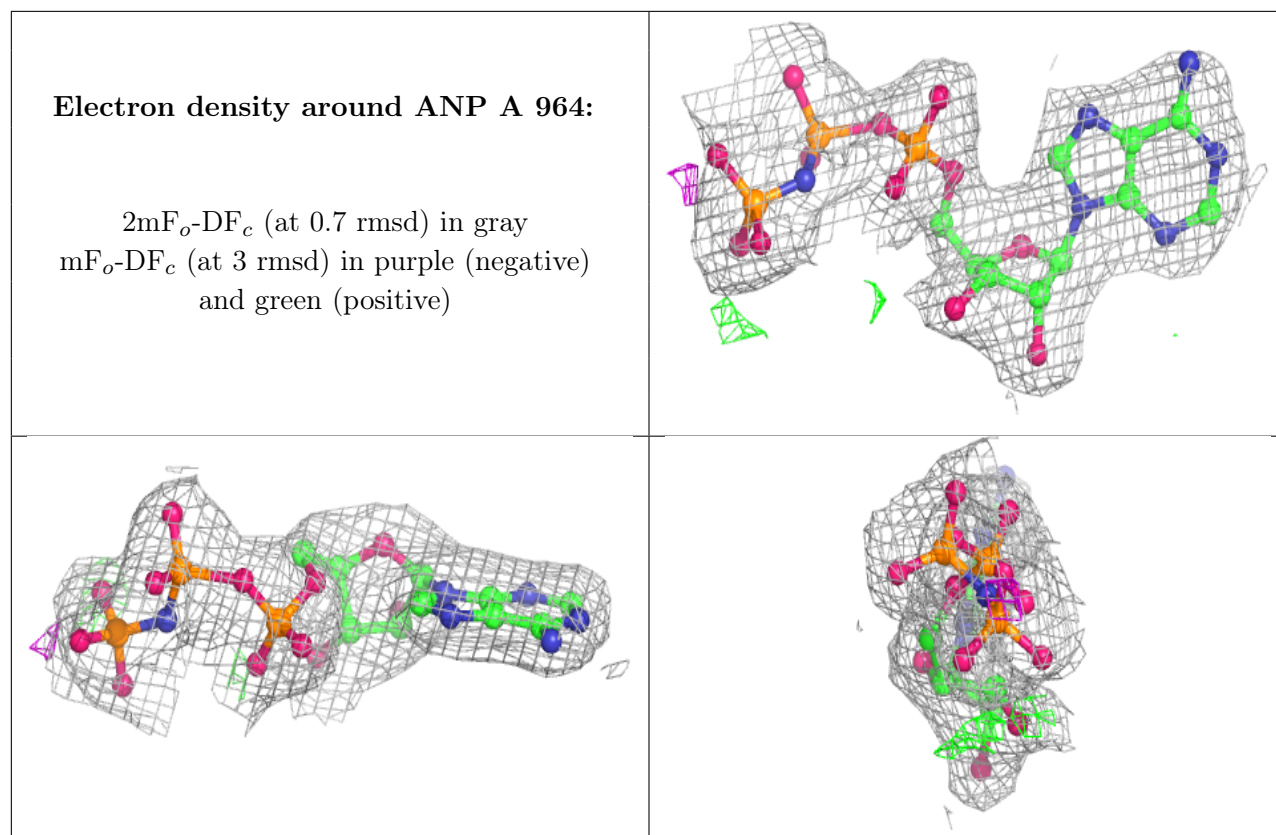 Electron density around ANP A 964:
2mFo-DFc (at 0.7 rmsd) in gray
mFo-DFc (at 3 rmsd) in purple (negative)
and green (positive)